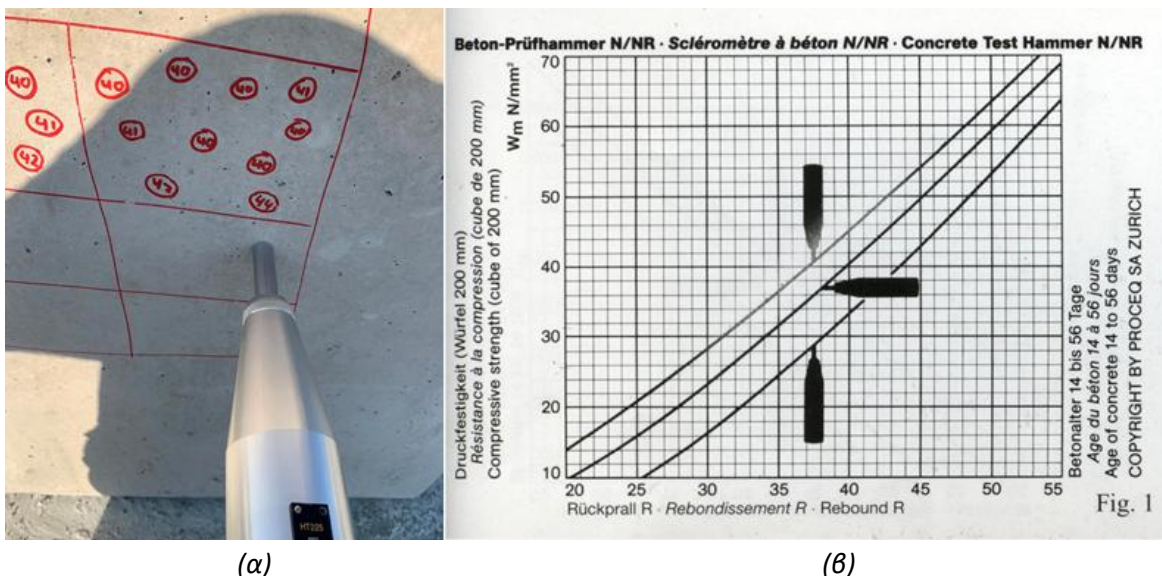 40
40
40
40
41
41
41
40
40
42
40
44
HT225
Beton-Prüfhammer N/NR · Scléromètre à béton N/NR · Concrete Test Hammer N/NR
Druckfestigkeit (Würfel 200 mm)
Résistance à la compression (cube de 200 mm)
Compressive strength (cube of 200 mm)
Wm N/mm²
70
60
50
40
30
20
10
20 25 30 35 40 45 50 55
Rückprall R · Rebondissement R · Rebound R
Betonalter 14 bis 56 Tage
Age du béton 14 à 56 jours
Age of concrete 14 to 56 days
COPYRIGHT BY PROCEQ SA ZURICH
Fig. 1
(α)
(β)